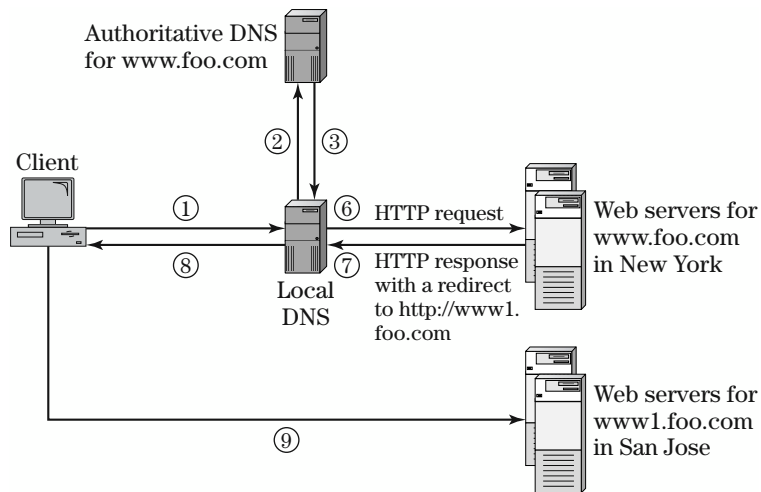 Authoritative DNS
for www.foo.com
②
③
Client
①
⑥
HTTP request
Web servers for
www.foo.com
in New York
⑧
⑦
HTTP response
with a redirect
to http://www1.
foo.com
Local
DNS
Web servers for
www1.foo.com
in San Jose
⑨